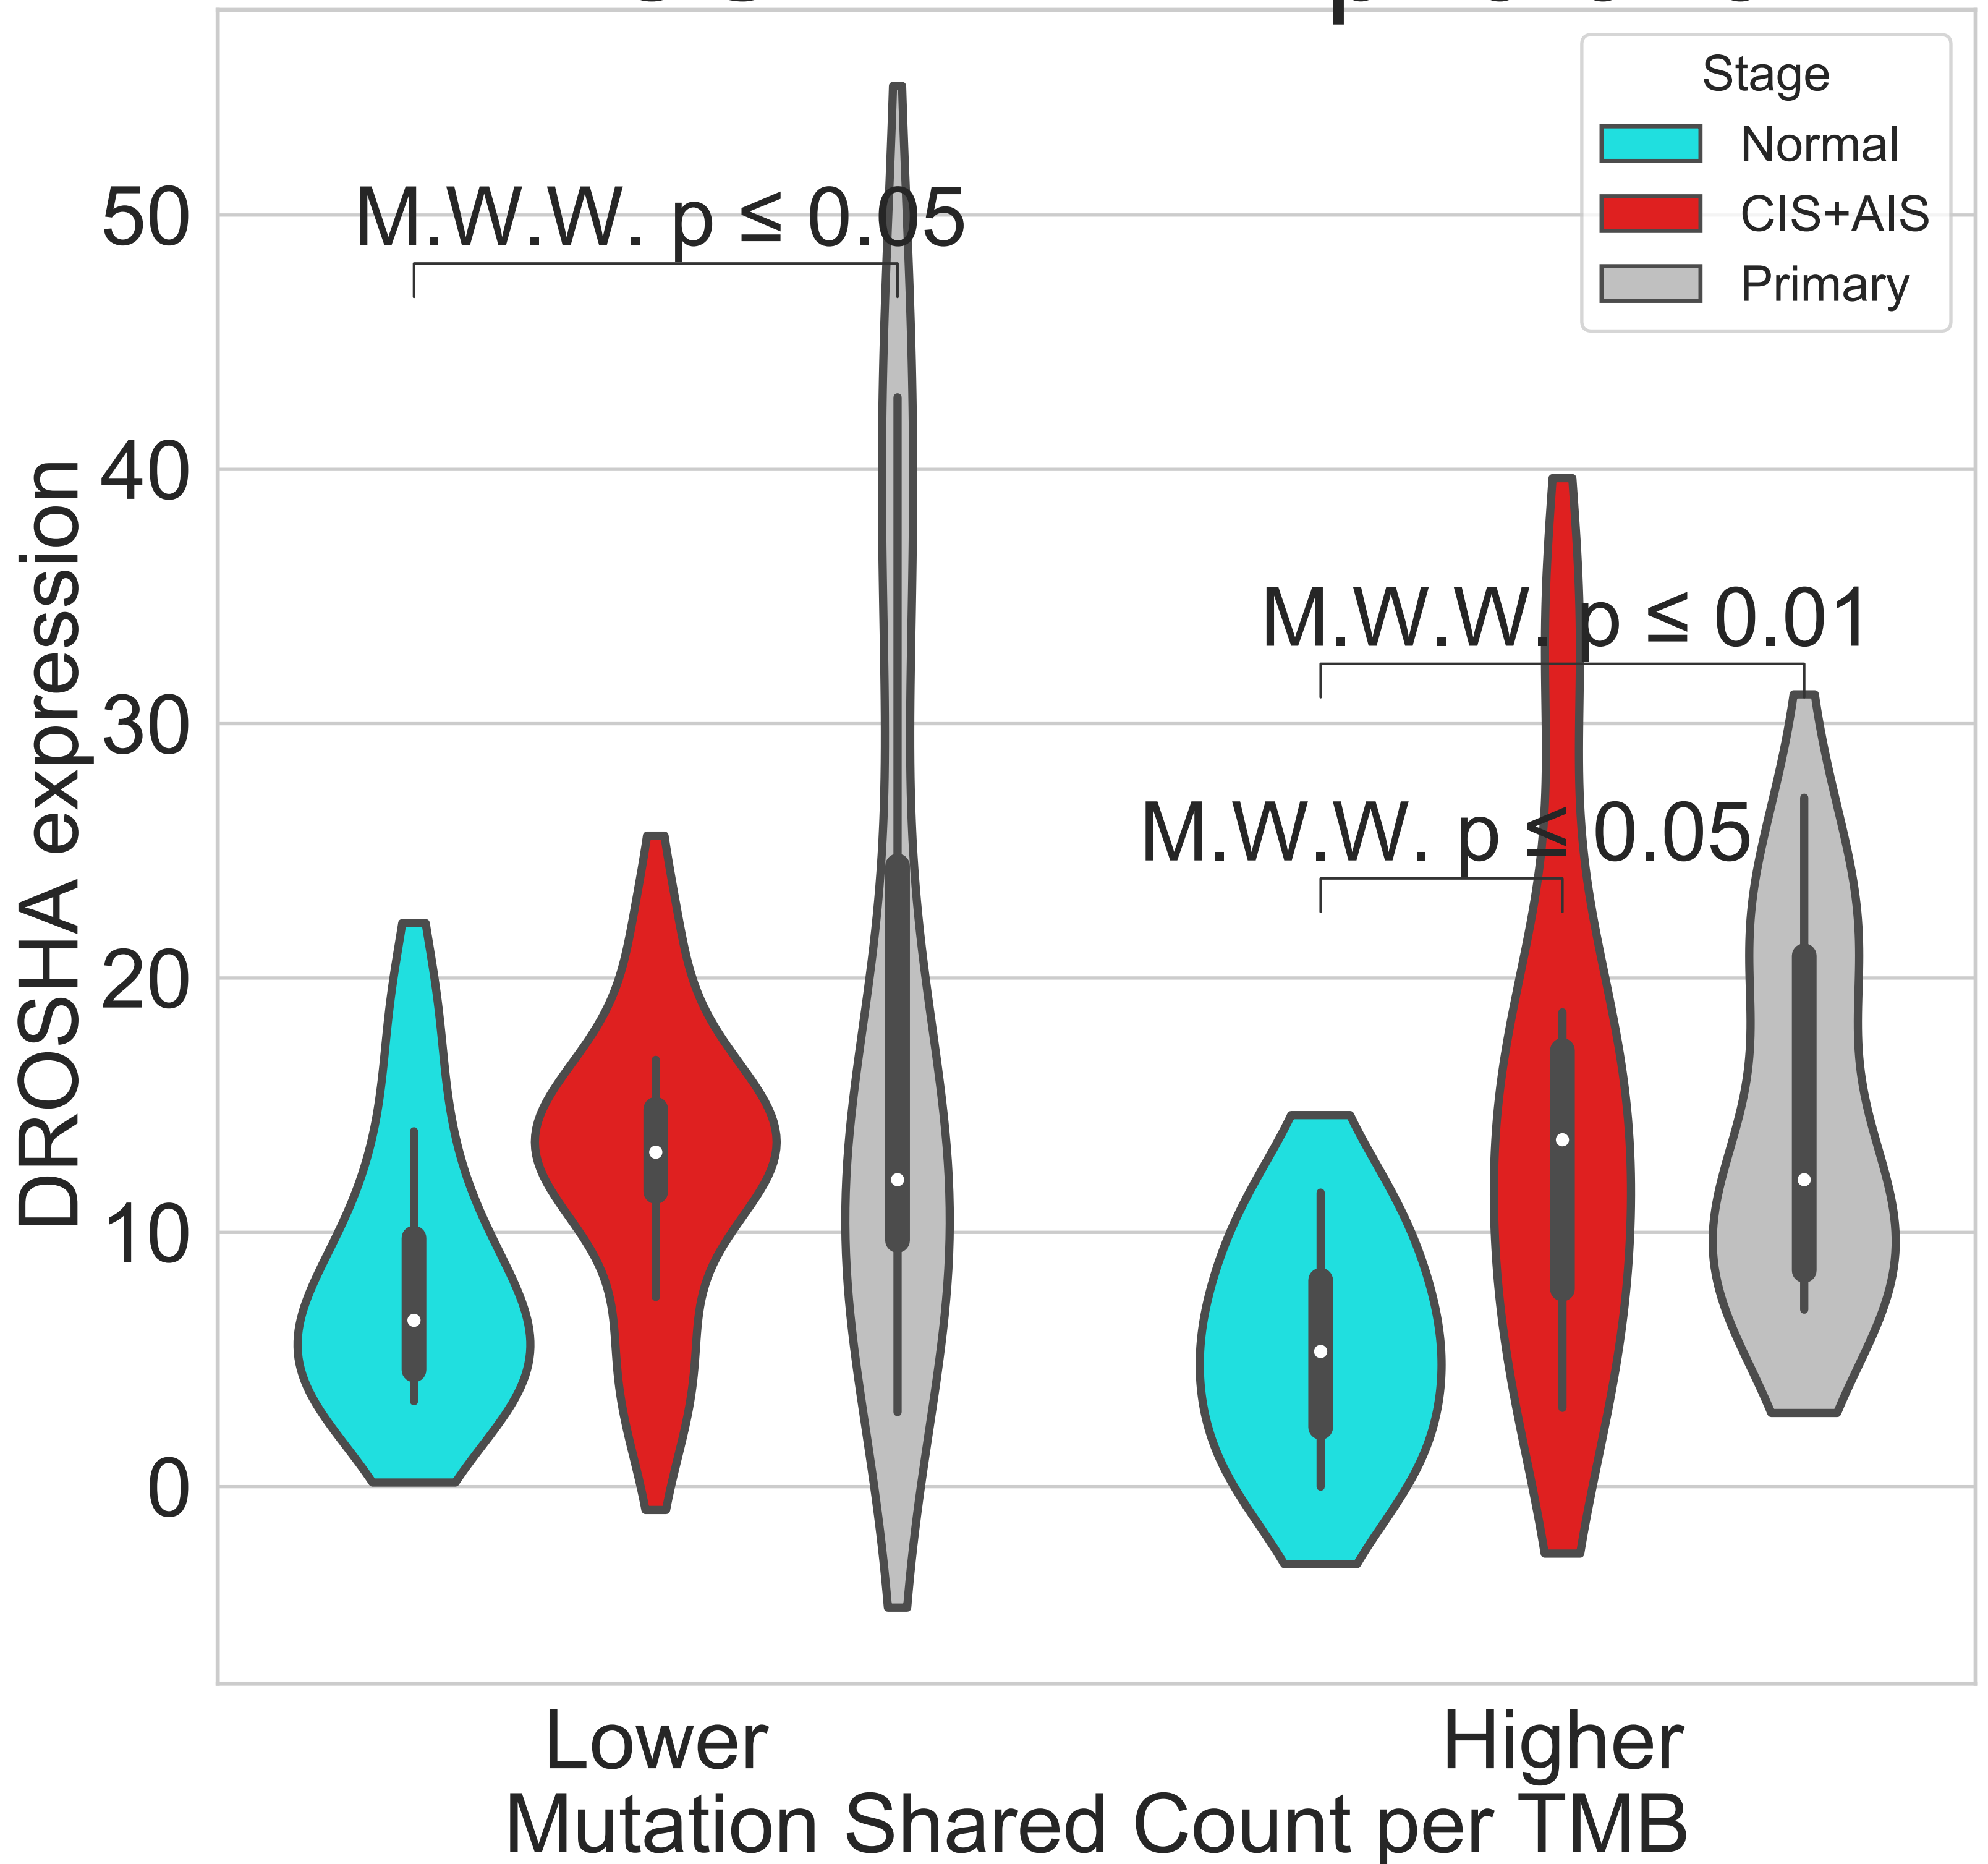 Stage
Normal
CIS+AIS
Primary
M.W.W. p ≤ 0.05
M.W.W. p ≤ 0.01
M.W.W. p ≤ 0.05
DROSHA expression
50
40
30
20
10
0
Lower
Higher
Mutation Shared Count per TMB